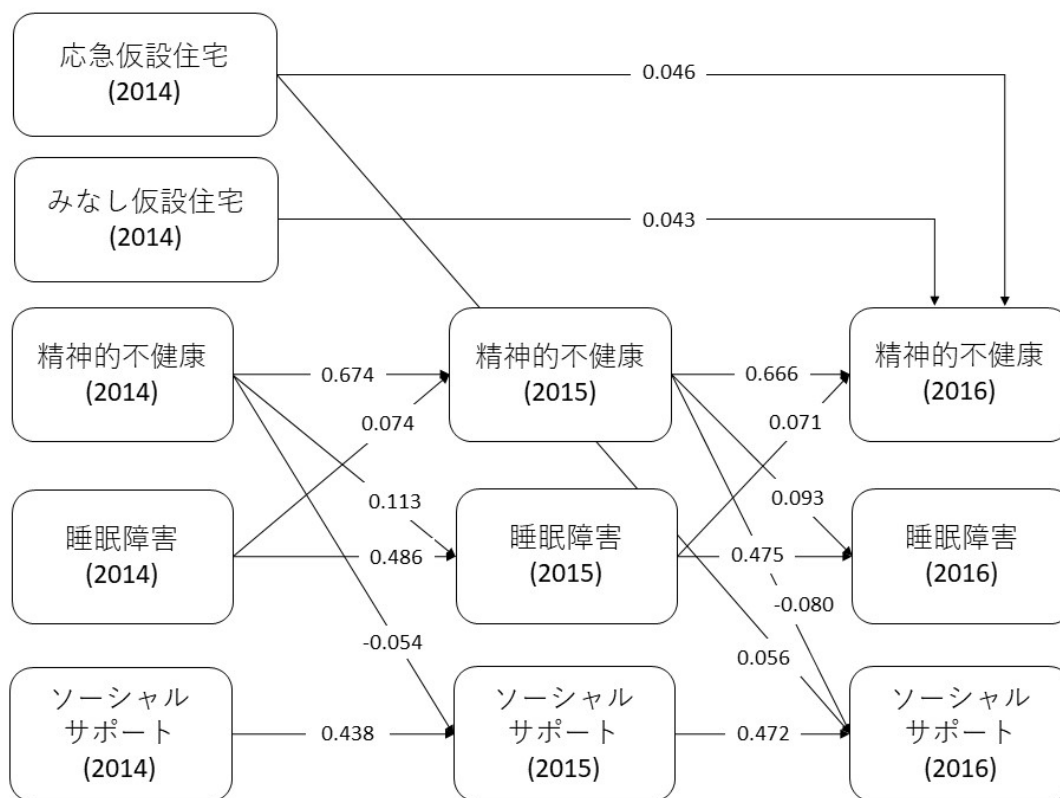 応急仮設住宅
(2014)
0.046
みなし仮設住宅
(2014)
0.043
精神的不健康
(2014)
0.674
精神的不健康
(2015)
0.666
精神的不健康
(2016)
0.074
0.071
0.113
0.093
睡眠障害
(2014)
0.486
睡眠障害
(2015)
0.475
睡眠障害
(2016)
-0.080
-0.054
0.056
ソーシャル
サポート
(2014)
0.438
ソーシャル
サポート
(2015)
0.472
ソーシャル
サポート
(2016)